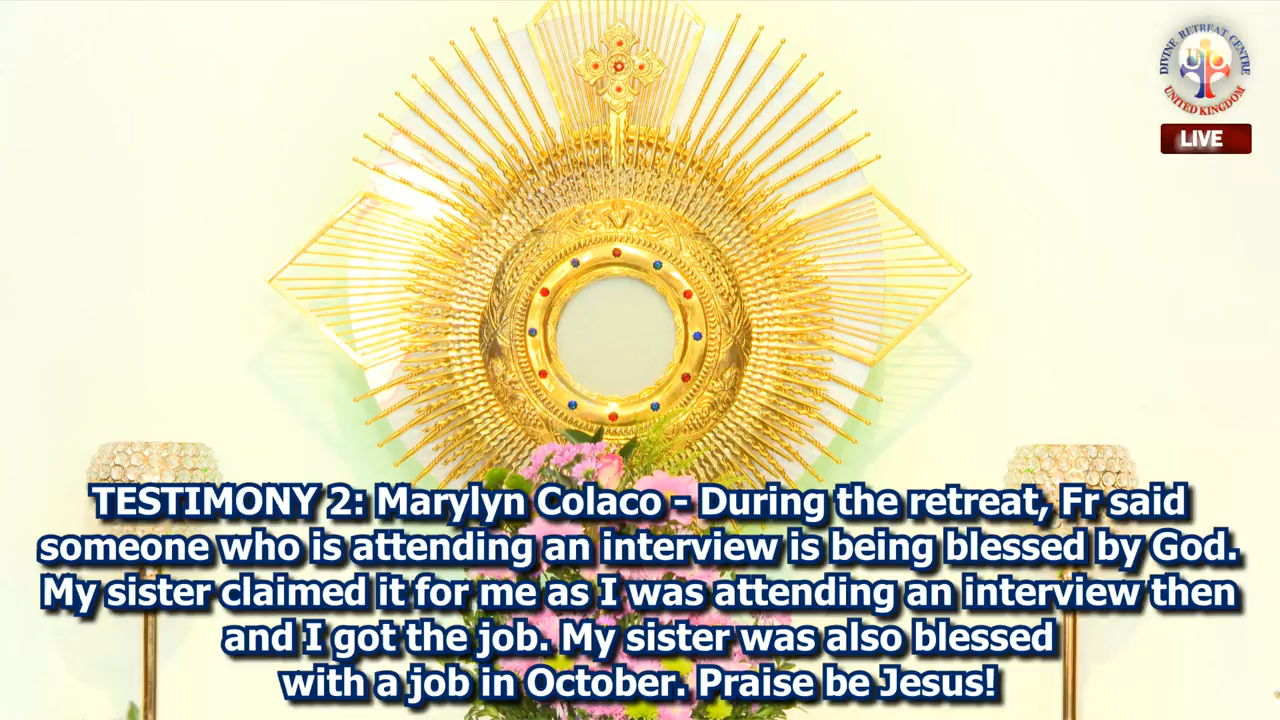 DIVINE RETREAT CENTRE
UNITED KINGDOM
LIVE
TESTIMONY 2: Marylyn Colaco - During the retreat, Fr said
someone who is attending an interview is being blessed by God.
My sister claimed it for me as I was attending an interview then
and I got the job. My sister was also blessed
with a job in October. Praise be Jesus!